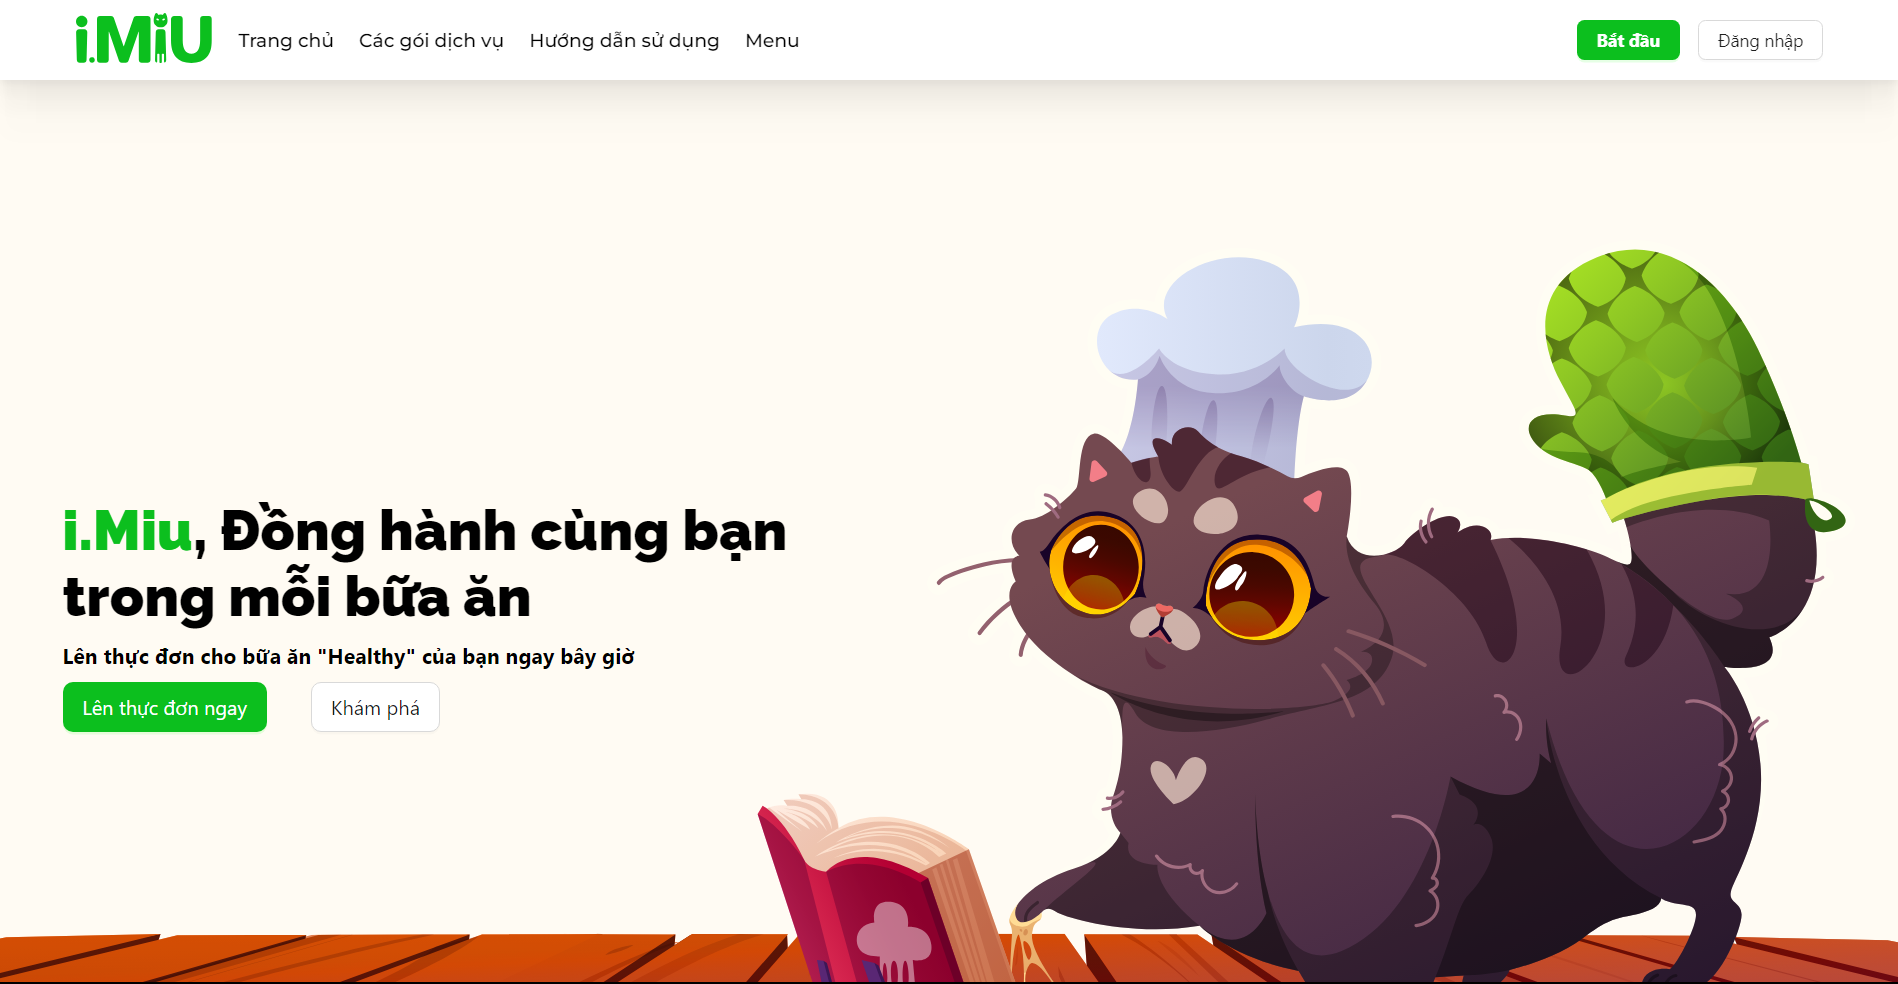 i.MiU
Trang chủ
Các gói dịch vụ
Hướng dẫn sử dụng
Menu
Bắt đầu
Đăng nhập
i.Miu, Đồng hành cùng bạn
trong mỗi bữa ăn
Lên thực đơn cho bữa ăn "Healthy" của bạn ngay bây giờ
Lên thực đơn ngay
Khám phá